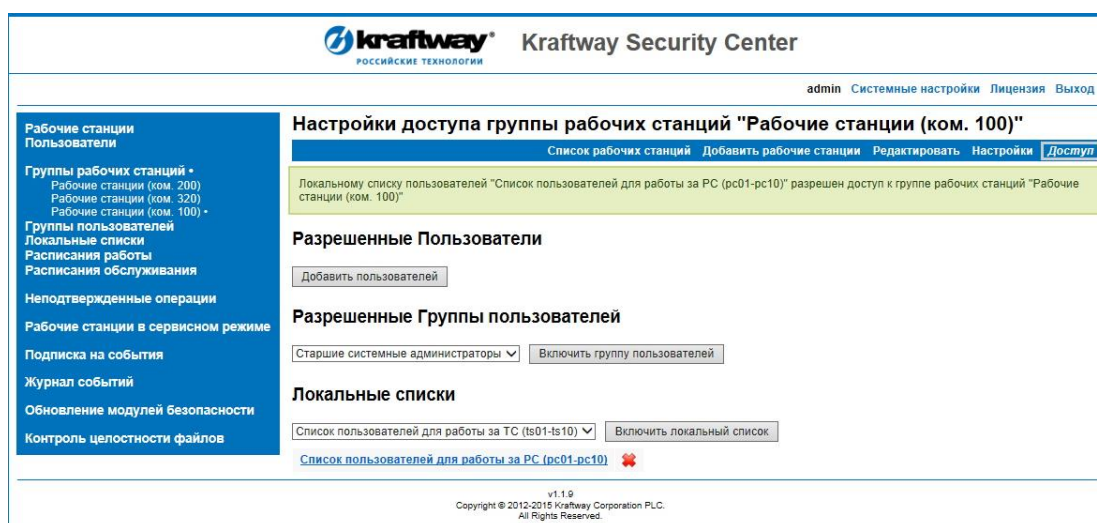 kraftway®
РОССИЙСКИЕ ТЕХНОЛОГИИ
Kraftway Security Center
admin Системные настройки Лицензия Выход
Рабочие станции
Пользователи
Группы рабочих станций •
Рабочие станции (ком. 200)
Рабочие станции (ком. 320)
Рабочие станции (ком. 100) •
Группы пользователей
Локальные списки
Расписания работы
Расписания обслуживания
Неподтвержденные операции
Рабочие станции в сервисном режиме
Подписка на события
Журнал событий
Обновление модулей безопасности
Контроль целостности файлов
Настройки доступа группы рабочих станций "Рабочие станции (ком. 100)"
Список рабочих станций Добавить рабочие станции Редактировать Настройки Доступ
Локальному списку пользователей "Список пользователей для работы за PC (pc01-pc10)" разрешен доступ к группе рабочих станций "Рабочие
станции (ком. 100)"
Разрешенные Пользователи
Добавить пользователей
Разрешенные Группы пользователей
Старшие системные администраторы Включить группу пользователей
Локальные списки
Список пользователей для работы за ТС (ts01-ts10) Включить локальный список
Список пользователей для работы за PC (pc01-pc10)
v1.1.9
Copyright © 2012-2015 Kraftway Corporation PLC.
All Rights Reserved.